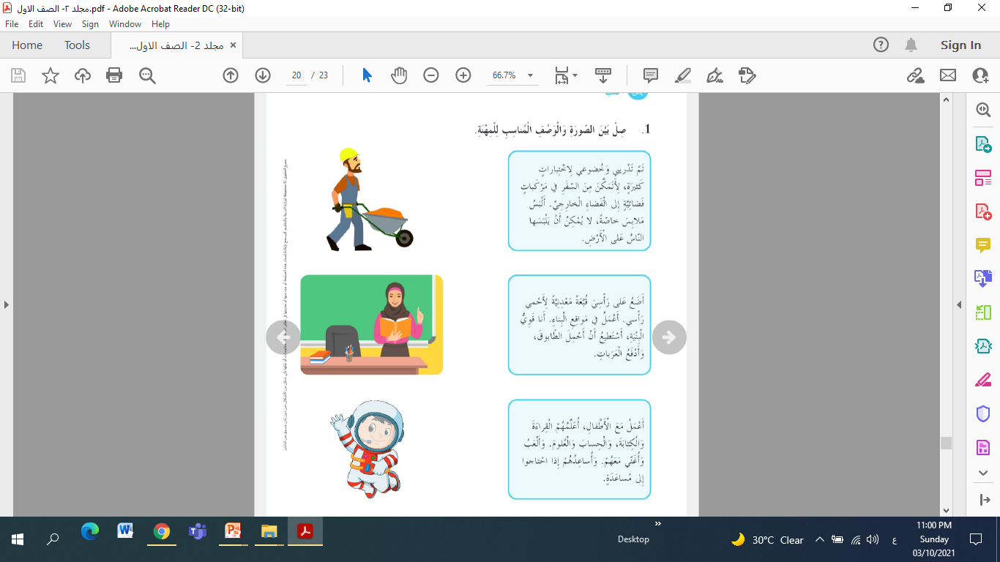 مجلد ٢- الصف الاول.pdf - Adobe Acrobat Reader DC (32-bit)
File Edit View Sign Window Help
Home Tools مجلد 2- الصف الاول... × Sign In
20 / 23 66.7%
1. صِلْ بَيْنَ الصّورَةِ وَالْوَصْفِ الْمُناسِبِ لِلْمِهْنَةِ.
تَمَّ تَدْريبي وَخُضوعي لِاخْتِباراتٍ
كَثيرَةٍ، لِأَتَمَكَّنَ مِنَ السَّفَرِ في مَرْكَباتٍ
فَضائِيَّةٍ إِلى الْفَضاءِ الْخارِجِيِّ. أَلْبَسُ
مَلابِسَ خاصَّةً، لا يُمْكِنُ أَنْ يَلْبَسَها
النّاسُ عَلى الْأَرْضِ.
أَضَعُ عَلى رَأْسِيَ قُبَّعَةً مَعْدِنِيَّةً لِأَحْمي
رَأْسي. أَعْمَلُ في مَواقِعِ الْبِناءِ. أَنا قَوِيُّ
الْبِنْيَةِ، أَسْتَطيعُ أَنْ أَحْمِلَ الطّابوقَ،
وَأَدْفَعُ الْعَرَباتِ.
أَعْمَلُ مَعَ الْأَطْفالِ، أُعَلِّمُهُمُ الْقِراءَةَ
وَالْكِتابَةَ، وَالْحِسابَ وَالْعُلومَ. وَأَلْعَبُ
وَأُغَنّي مَعَهُمْ. وَأُساعِدُهُمْ إِذا احْتاجوا
إِلى مُساعَدَةٍ.
Desktop
30°C Clear
ع
11:00 PM
Sunday
03/10/2021